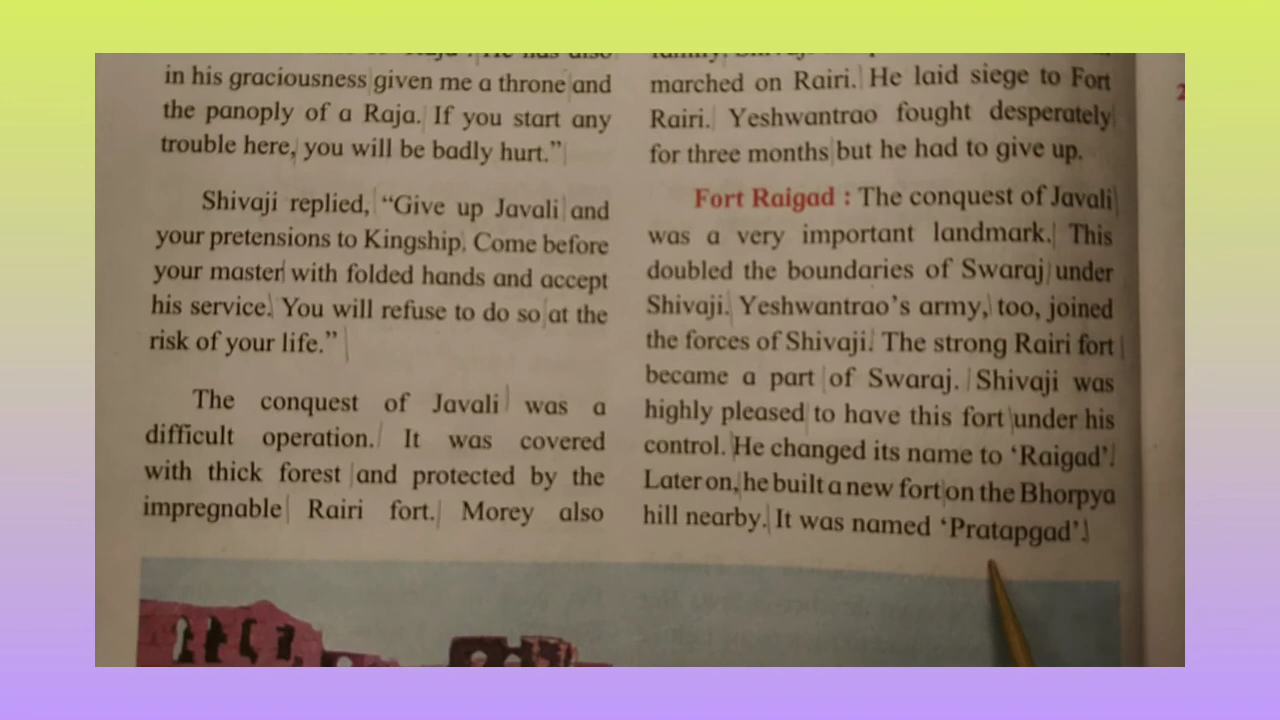 in his graciousness given me a throne and
the panoply of a Raja. If you start any
trouble here, you will be badly hurt.”
Shivaji replied, “Give up Javali and
your pretensions to Kingship. Come before
your master with folded hands and accept
his service. You will refuse to do so at the
risk of your life.”
The conquest of Javali was a
difficult operation. It was covered
with thick forest and protected by the
impregnable Rairi fort. Morey also
marched on Rairi. He laid siege to Fort
Rairi. Yeshwantrao fought desperately
for three months but he had to give up.
Fort Raigad : The conquest of Javali
was a very important landmark. This
doubled the boundaries of Swaraj under
Shivaji. Yeshwantrao’s army, too, joined
the forces of Shivaji. The strong Rairi fort
became a part of Swaraj. Shivaji was
highly pleased to have this fort under his
control. He changed its name to ‘Raigad’.
Later on, he built a new fort on the Bhorpya
hill nearby. It was named ‘Pratapgad’.